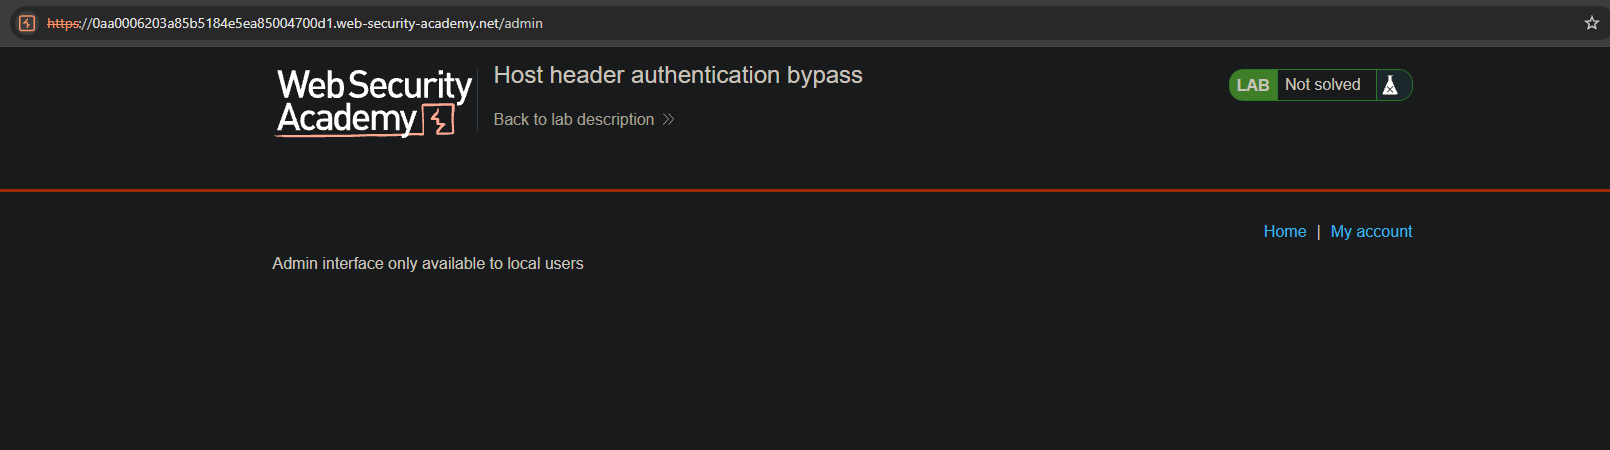 https://0aa0006203a85b5184e5ea85004700d1.web-security-academy.net/admin
Web Security
Academy
Host header authentication bypass
Back to lab description
LAB Not solved
Home | My account
Admin interface only available to local users